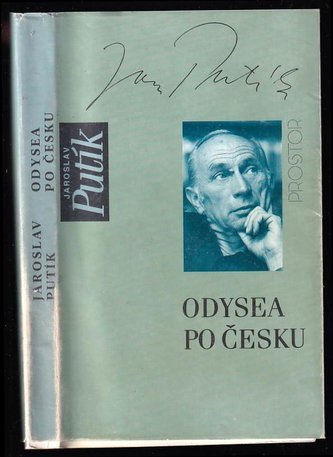 Jar. Putík
JAROSLAV
Putík
PROSTOR
ODYSEA
PO ČESKU
JAROSLAV
PUTÍK
ODYSEA
PO ČESKU